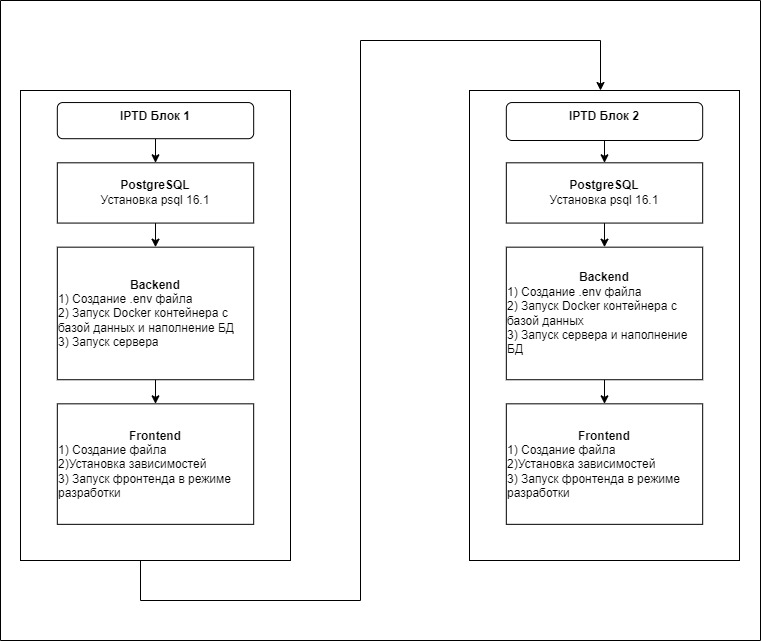 IPTD Блок 1
PostgreSQL
Установка psql 16.1
Backend
1) Создание .env файла
2) Запуск Docker контейнера с
базой данных и наполнение БД
3) Запуск сервера
Frontend
1) Создание файла
2)Установка зависимостей
3) Запуск фронтенда в режиме
разработки
IPTD Блок 2
PostgreSQL
Установка psql 16.1
Backend
1) Создание .env файла
2) Запуск Docker контейнера с
базой данных
3) Запуск сервера и наполнение
БД
Frontend
1) Создание файла
2)Установка зависимостей
3) Запуск фронтенда в режиме
разработки